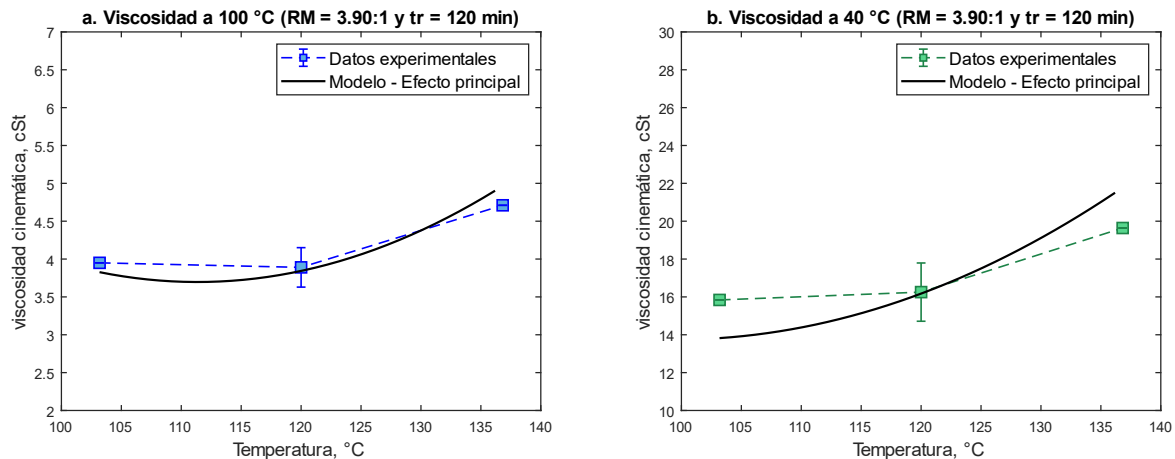 a. Viscosidad a 100 °C (RM = 3.90:1 y tr = 120 min)
7
6.5
6
5.5
5
4.5
4
3.5
3
2.5
2
100 105 110 115 120 125 130 135 140
Temperatura, °C
viscosidad cinemática, cSt
Datos experimentales
Modelo - Efecto principal
b. Viscosidad a 40 °C (RM = 3.90:1 y tr = 120 min)
30
28
26
24
22
20
18
16
14
12
10
100 105 110 115 120 125 130 135 140
Temperatura, °C
viscosidad cinemática, cSt
Datos experimentales
Modelo - Efecto principal